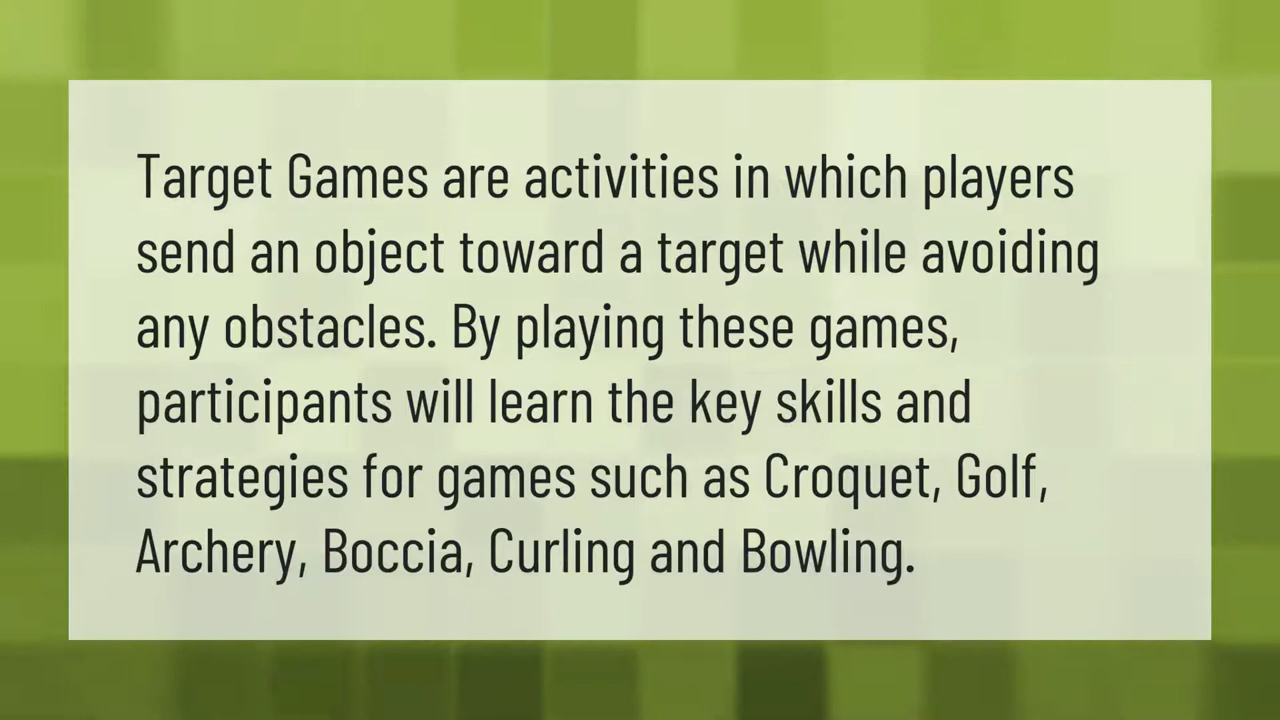 Target Games are activities in which players
send an object toward a target while avoiding
any obstacles. By playing these games,
participants will learn the key skills and
strategies for games such as Croquet, Golf,
Archery, Boccia, Curling and Bowling.